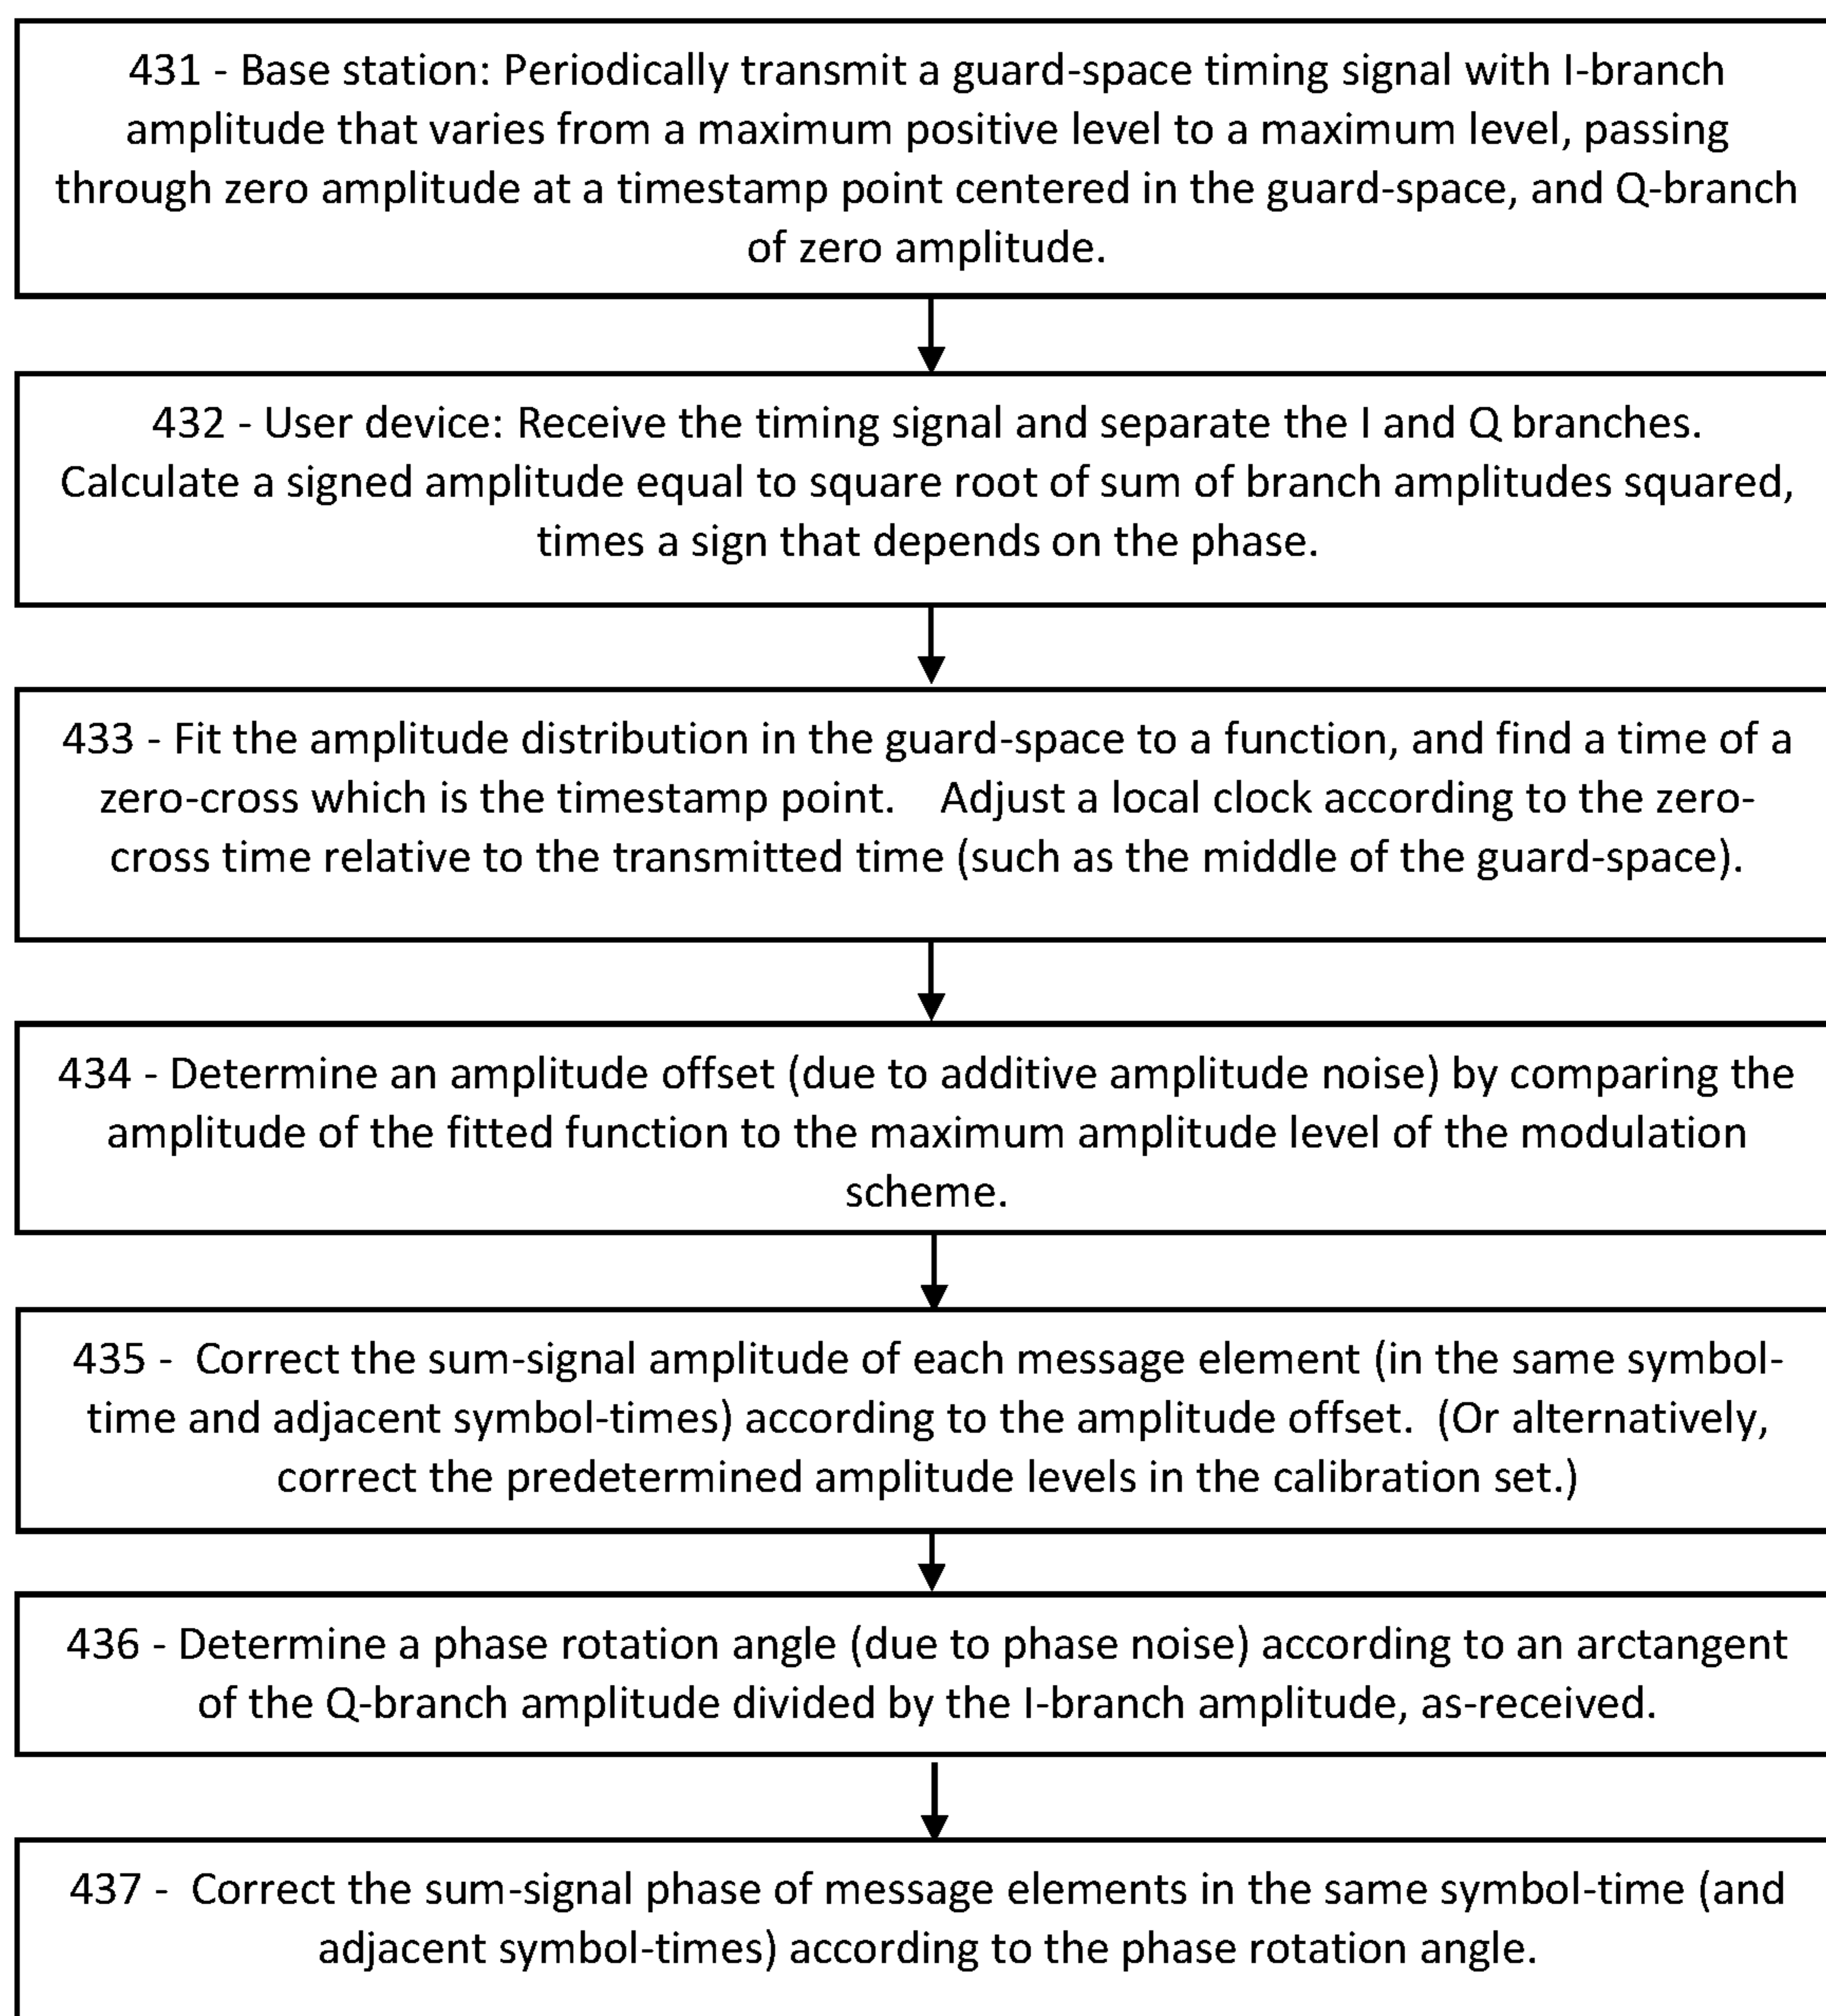 431 - Base station: Periodically transmit a guard-space timing signal with I-branch
amplitude that varies from a maximum positive level to a maximum level, passing
through zero amplitude at a timestamp point centered in the guard-space, and Q-branch
of zero amplitude.
432 - User device: Receive the timing signal and separate the I and Q branches.
Calculate a signed amplitude equal to square root of sum of branch amplitudes squared,
times a sign that depends on the phase.
433 - Fit the amplitude distribution in the guard-space to a function, and find a time of a
zero-cross which is the timestamp point. Adjust a local clock according to the zero-
cross time relative to the transmitted time (such as the middle of the guard-space).
434 - Determine an amplitude offset (due to additive amplitude noise) by comparing the
amplitude of the fitted function to the maximum amplitude level of the modulation
scheme.
435 - Correct the sum-signal amplitude of each message element (in the same symbol-
time and adjacent symbol-times) according to the amplitude offset. (Or alternatively,
correct the predetermined amplitude levels in the calibration set.)
436 - Determine a phase rotation angle (due to phase noise) according to an arctangent
of the Q-branch amplitude divided by the I-branch amplitude, as-received.
437 - Correct the sum-signal phase of message elements in the same symbol-time (and
adjacent symbol-times) according to the phase rotation angle.